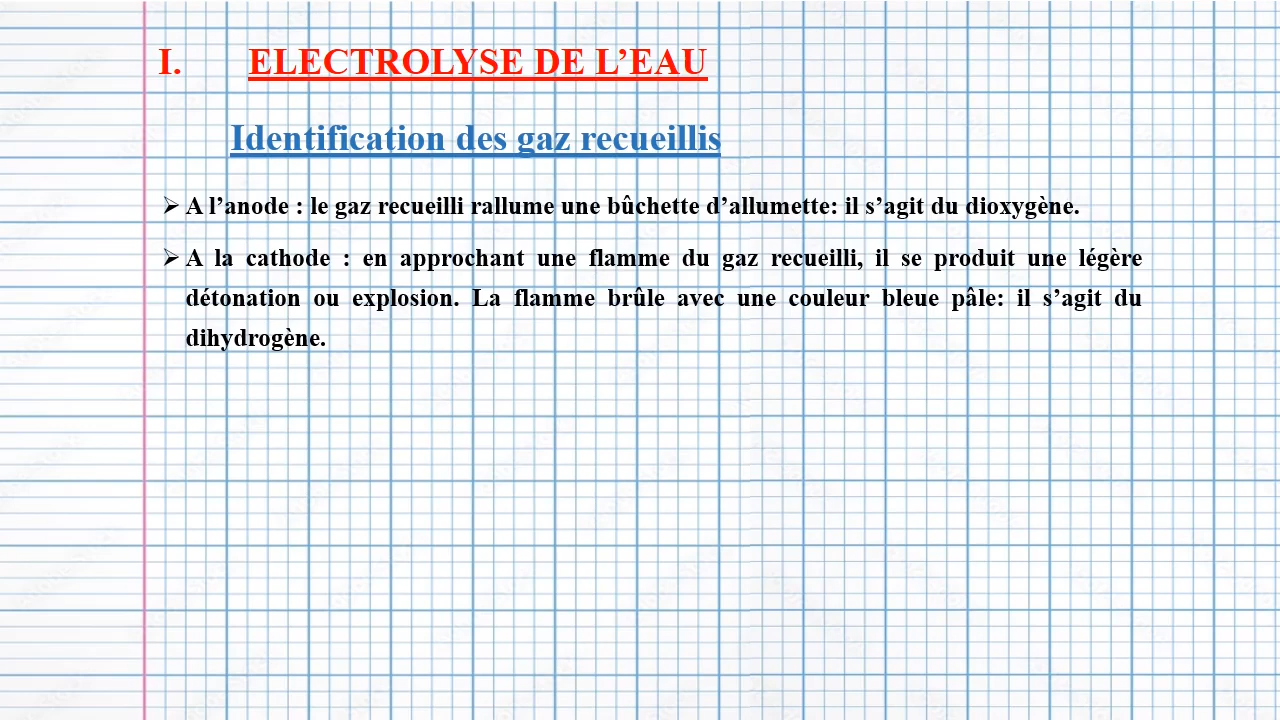 I. ELECTROLYSE DE L’EAU
Identification des gaz recueillis
➢ A l’anode : le gaz recueilli rallume une bûchette d’allumette: il s’agit du dioxygène.
➢ A la cathode : en approchant une flamme du gaz recueilli, il se produit une légère
détonation ou explosion. La flamme brûle avec une couleur bleue pâle: il s’agit du
dihydrogène.